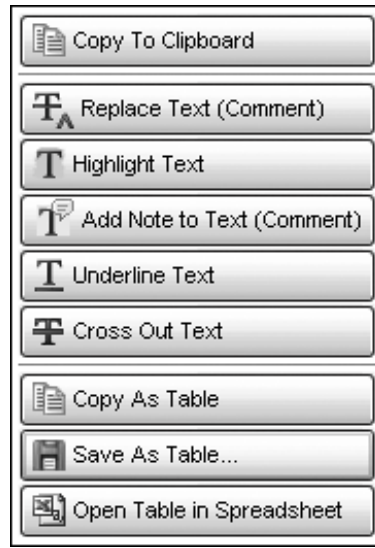 Copy To Clipboard
Replace Text (Comment)
Highlight Text
Add Note to Text (Comment)
Underline Text
Cross Out Text
Copy As Table
Save As Table...
Open Table in Spreadsheet